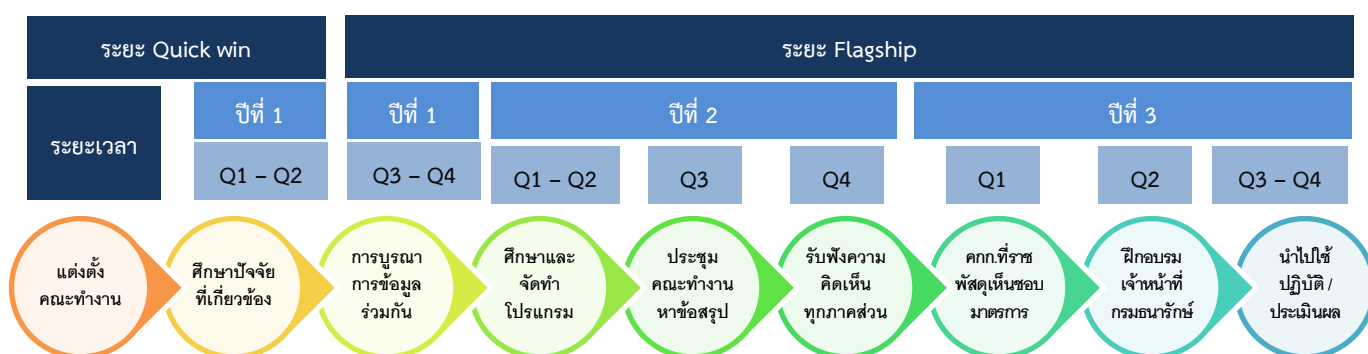 ระยะ Quick win
ระยะ Flagship
ระยะเวลา
ปีที่ 1
ปีที่ 1
ปีที่ 2
ปีที่ 3
Q1 – Q2
Q3 – Q4
Q1 – Q2
Q3
Q4
Q1
Q2
Q3 – Q4
แต่งตั้ง
คณะทำงาน
ศึกษาปัจจัย
ที่เกี่ยวข้อง
การบูรณา
การข้อมูล
ร่วมกัน
ศึกษาและ
จัดทำ
โปรแกรม
ประชุม
คณะทำงาน
หาข้อสรุป
รับฟังความ
คิดเห็น
ทุกภาคส่วน
คกก.ที่ราช
พัสดุเห็นชอบ
มาตรการ
ฝึกอบรม
เจ้าหน้าที่
กรมธนารักษ์
นำไปใช้
ปฏิบัติ /
ประเมินผล